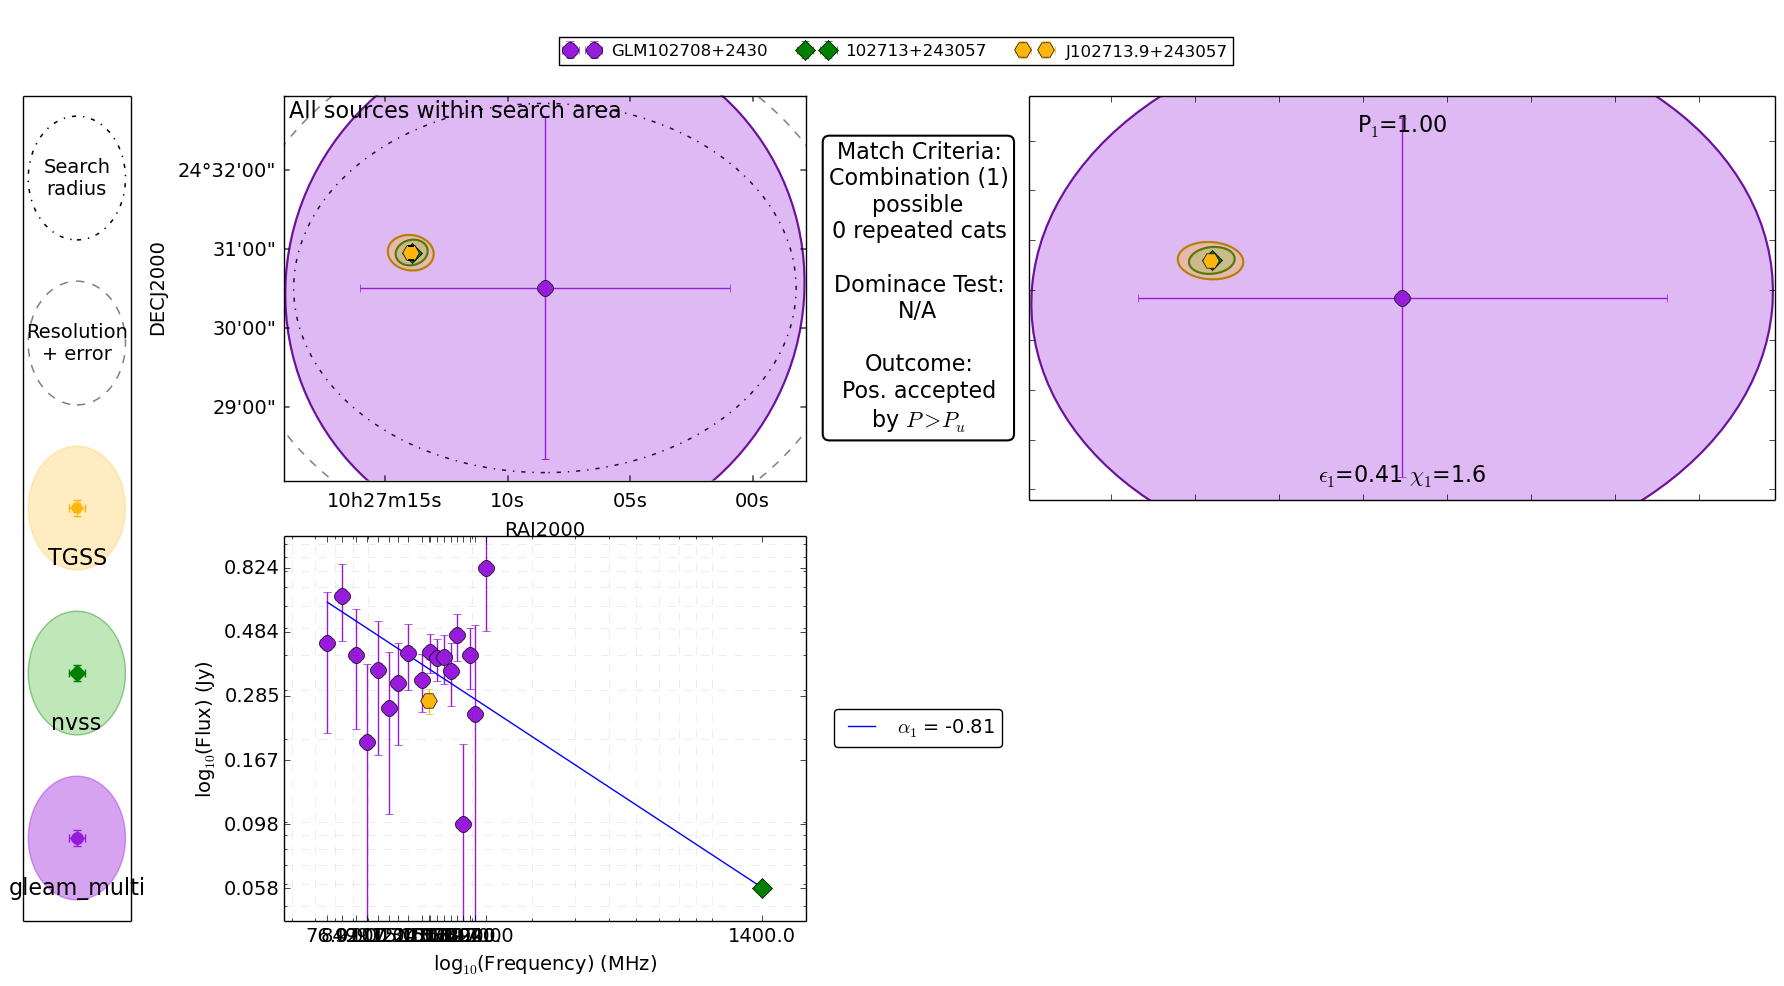 GLM102708+2430 102713+243057 J102713.9+243057
Search
radius
Resolution
+ error
TGSS
nvss
gleam_multi
All sources within search area
DECJ2000
24°32'00"
31'00"
30'00"
29'00"
10h27m15s 10s 05s 00s
RAJ2000
Match Criteria:
Combination (1)
possible
0 repeated cats
Dominace Test:
N/A
Outcome:
Pos. accepted
by P>Pu
P1=1.00
ϵ1=0.41 χ1=1.6
log10(Flux) (Jy)
0.824
0.484
0.285
0.167
0.098
0.058
1400.0
log10(Frequency) (MHz)
α1 = -0.81